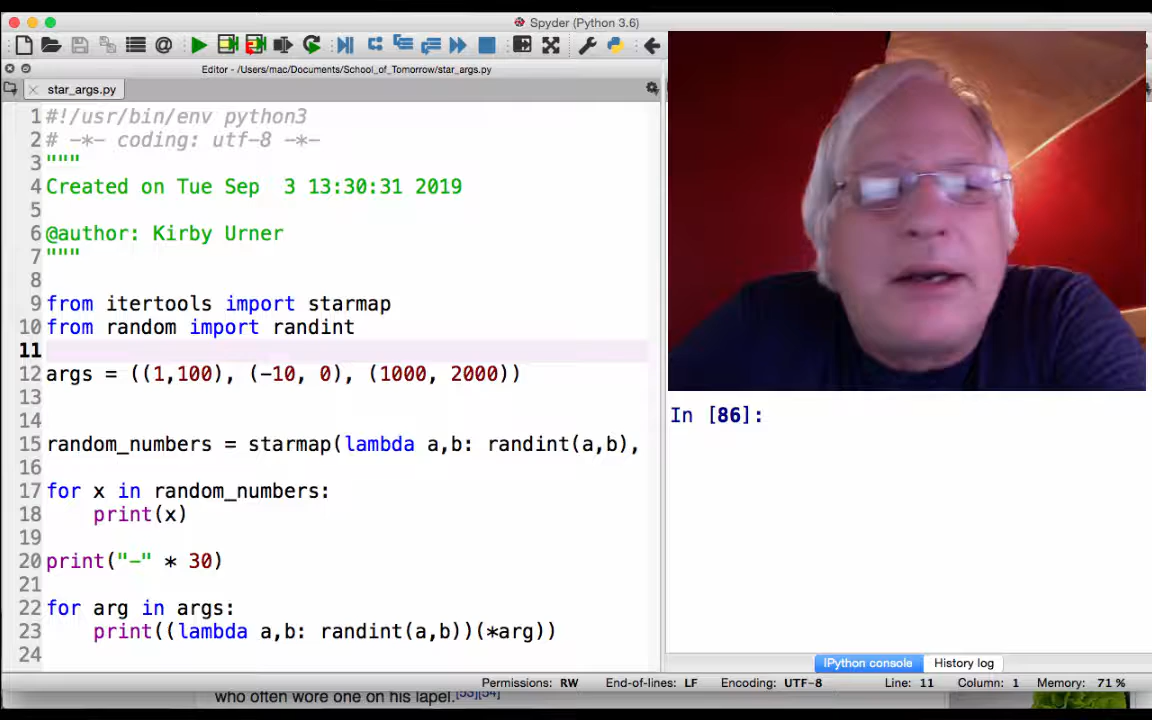 Spyder (Python 3.6)
Editor - /Users/mac/Documents/School_of_Tomorrow/star_args.py
star_args.py
1 #!/usr/bin/env python3
2 # -*- coding: utf-8 -*-
3 """
4 Created on Tue Sep  3 13:30:31 2019
5
6 @author: Kirby Urner
7 """
8
9 from itertools import starmap
10 from random import randint
11
12 args = ((1,100), (-10, 0), (1000, 2000))
13
14
15 random_numbers = starmap(lambda a,b: randint(a,b),
16
17 for x in random_numbers:
18     print(x)
19
20 print("-" * 30)
21
22 for arg in args:
23     print((lambda a,b: randint(a,b))(*arg))
24
In [86]:
IPython console History log
Permissions: RW End-of-lines: LF Encoding: UTF-8 Line: 11 Column: 1 Memory: 71 %
who often wore one on his lapel.[53][54]